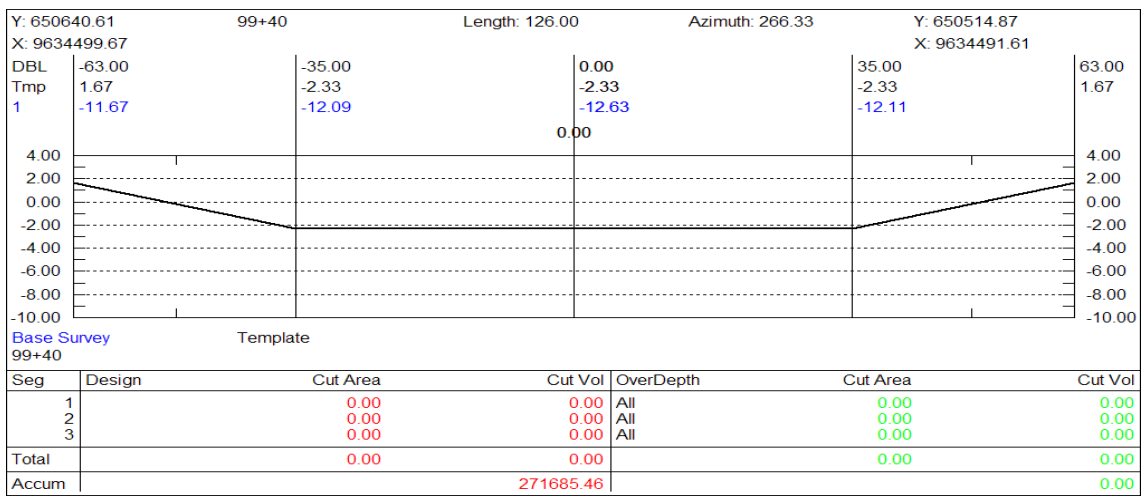 Y: 650640.61 99+40 Length: 126.00 Azimuth: 266.33 Y: 650514.87
X: 9634499.67 X: 9634491.61
DBL -63.00 -35.00 0.00 35.00 63.00
Tmp 1.67 -2.33 -2.33 -2.33 1.67
1 -11.67 -12.09 -12.63 -12.11
0.00
4.00 4.00
2.00 2.00
0.00 0.00
-2.00 -2.00
-4.00 -4.00
-6.00 -6.00
-8.00 -8.00
-10.00 -10.00
Base Survey Template
99+40
Seg Design Cut Area Cut Vol OverDepth Cut Area Cut Vol
1 0.00 0.00 All 0.00 0.00
2 0.00 0.00 All 0.00 0.00
3 0.00 0.00 All 0.00 0.00
Total 0.00 0.00 0.00 0.00
Accum 271685.46 0.00